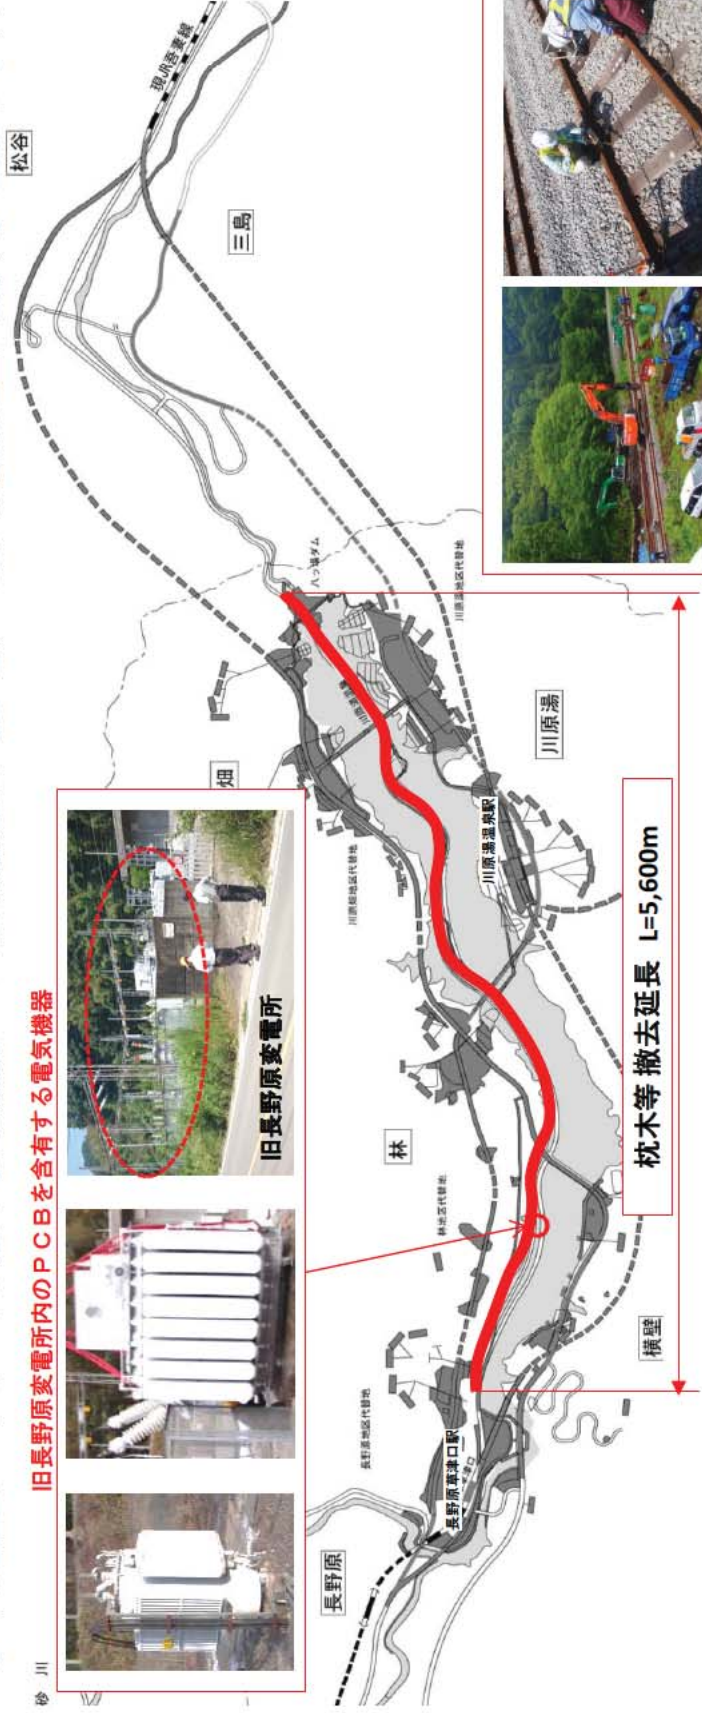 旧長野原変電所内のＰＣＢを含有する電気機器
旧長野原変電所
砂 川
長野原
長野原草津口駅
長野原地区代替地
林地区代替地
林
横壁
川原畑地区代替地
畑
川原湯温泉駅
川原湯
川原湯地区代替地
八ッ場ダム
三島
松谷
現JR吾妻線
枕木等 撤去延長 L=5,600m